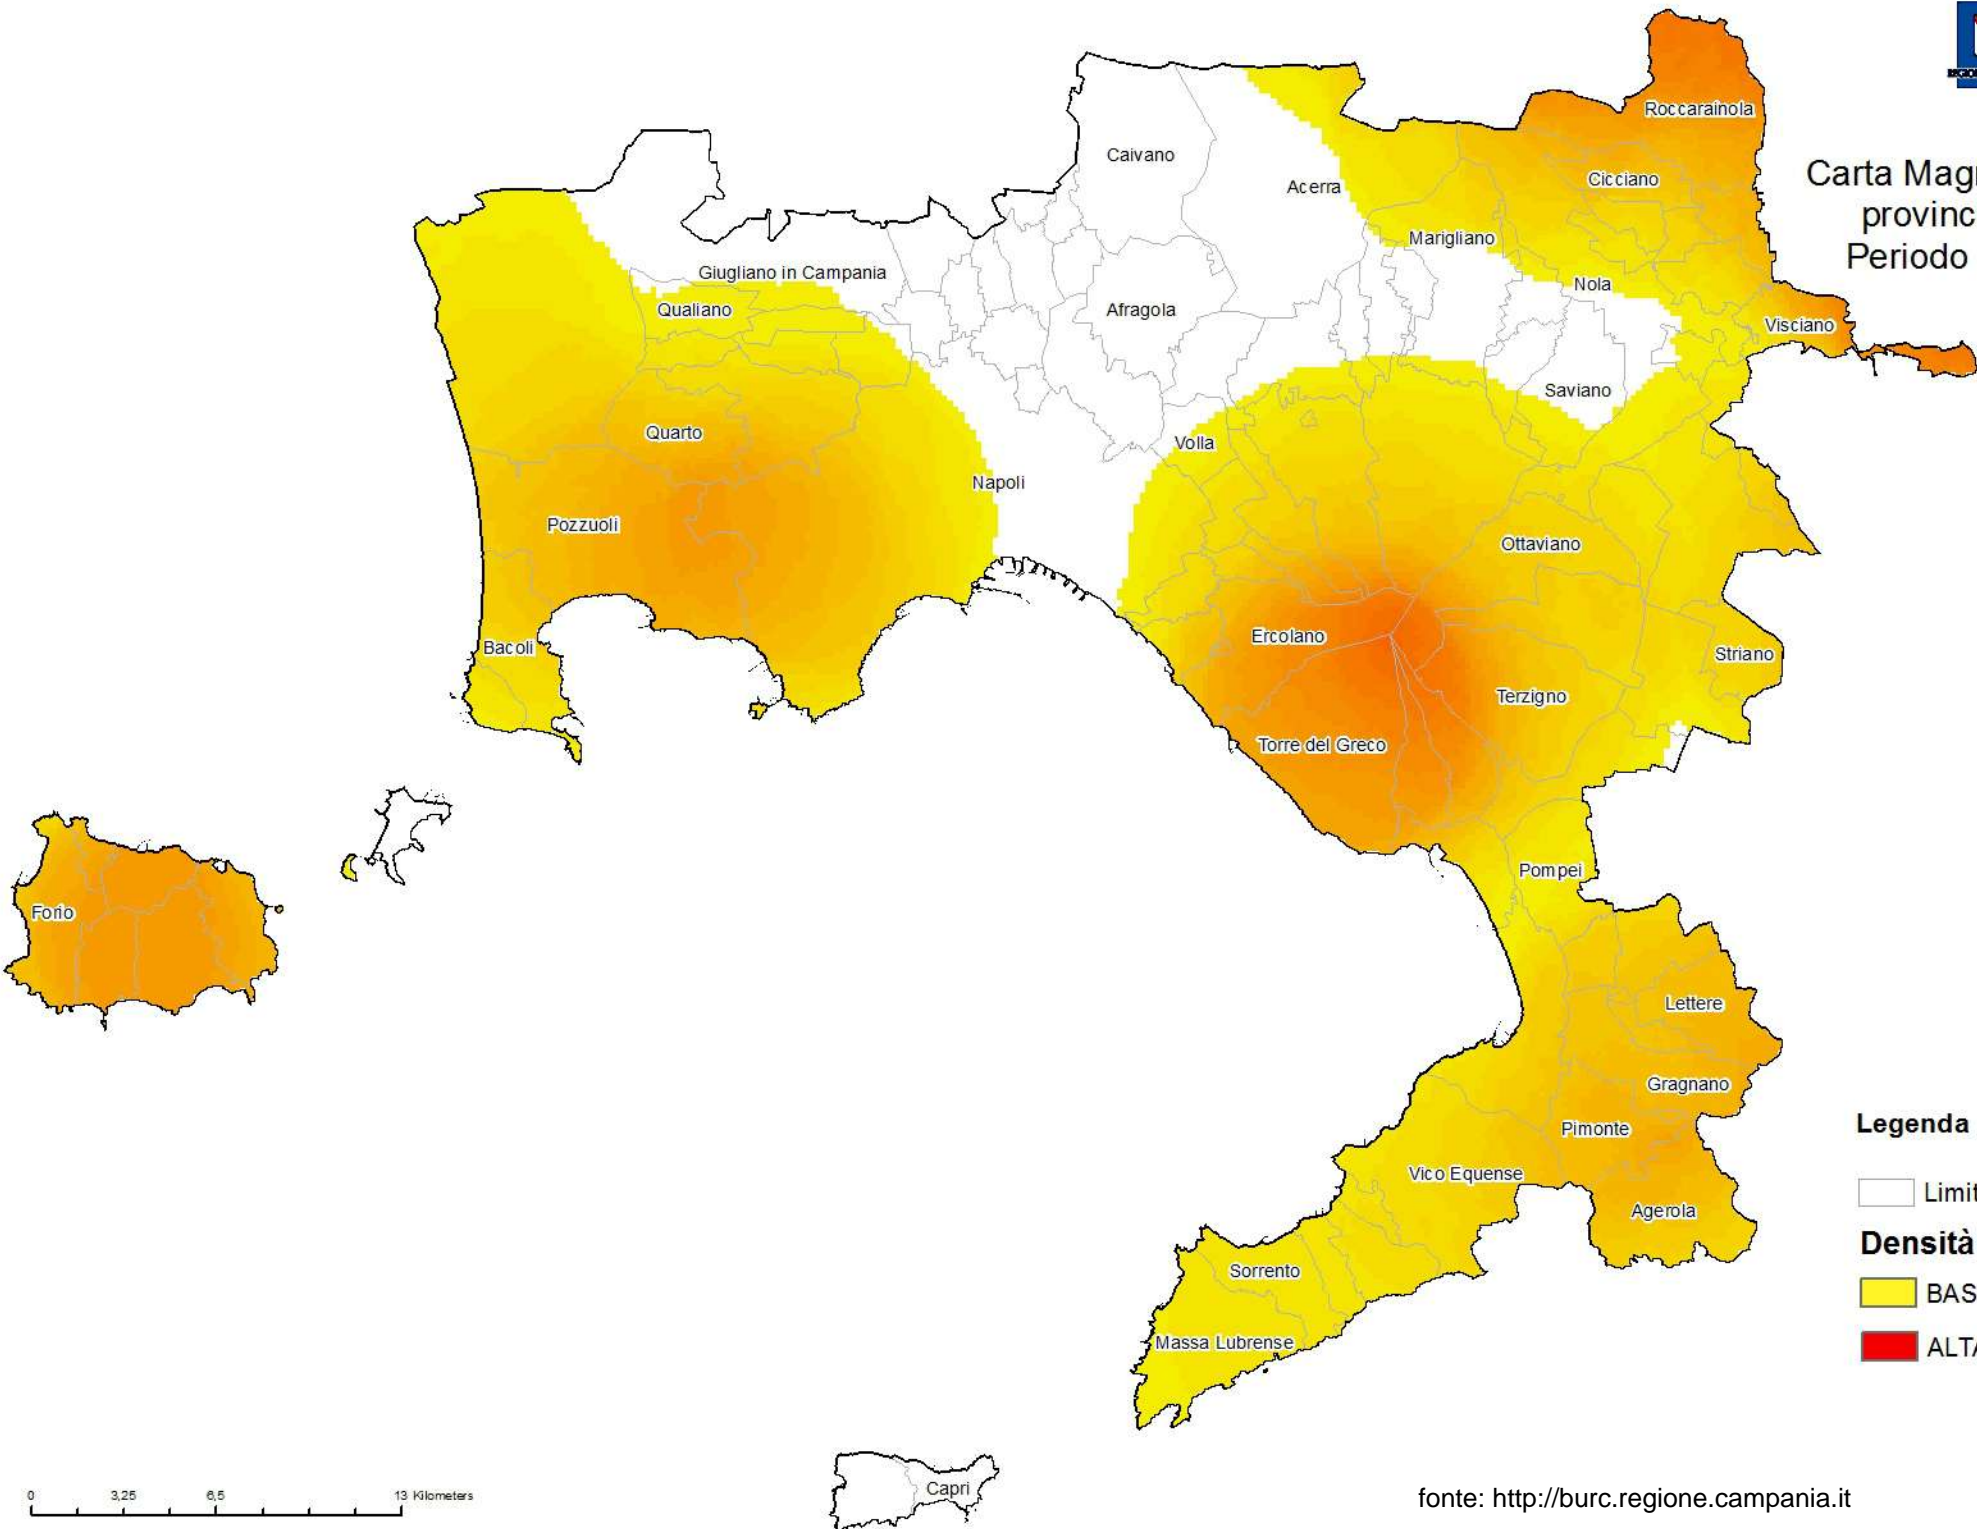 Roccarainola
Carta Mag
provinc
Periodo
Caivano
Cicciano
Acerra
Marigliano
Giugliano in Campania
Nola
Qualiano
Afragola
Visciano
Saviano
Quarto
Volla
Napoli
Pozzuoli
Ottaviano
Ercolano
Bacoli
Striano
Terzigno
Torre del Greco
Pompei
Forio
Lettere
Gragnano
Legenda
Pimonte
Vico Equense
Limit
Agerola
Densità
Sorrento
BAS
Massa Lubrense
ALTA
Capri
0 3,25 6,5 13 Kilometers
fonte: http://burc.regione.campania.it